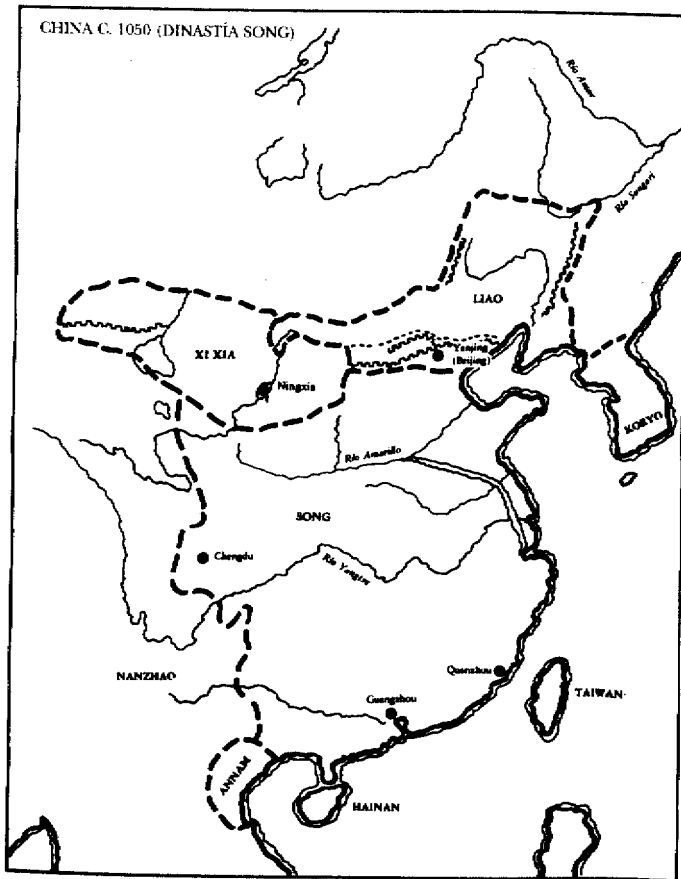 CHINA C. 1050 (DINASTÍA SONG)
Río Amur
Río Songari
LIAO
XI XIA
Yanjing
(Beijing)
Ningxia
KORYO
Río Amarillo
SONG
Chengdu
Río Yangtze
NANZHAO
Quanzhou
Guangzhou
TAIWAN
ANNAM
HAINAN